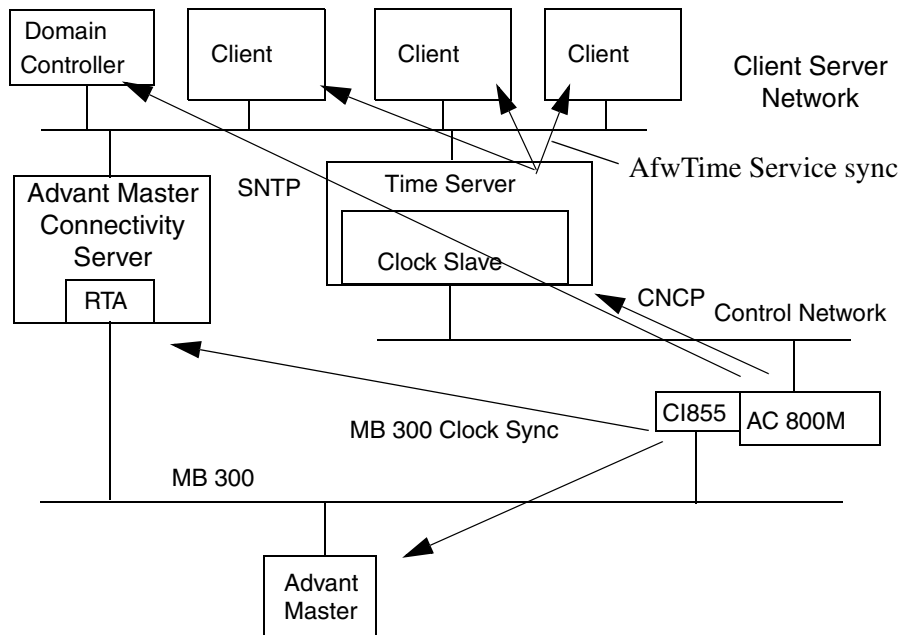 Domain
Controller
Client
Client
Client
Client Server
Network
AfwTime Service sync
Advant Master
Connectivity
Server
RTA
SNTP
Time Server
Clock Slave
CNCP
Control Network
CI855
AC 800M
MB 300 Clock Sync
MB 300
Advant
Master